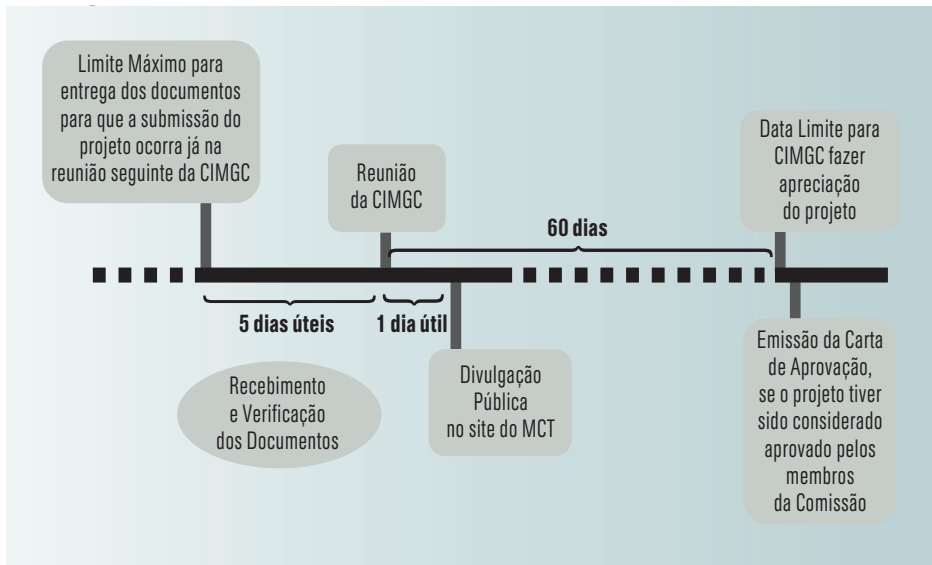 Limite Máximo para
entrega dos documentos
para que a submissão do
projeto ocorra já na
reunião seguinte da CIMGC
Reunião
da CIMGC
Data Limite para
CIMGC fazer
apreciação
do projeto
60 dias
5 dias úteis
1 dia útil
Recebimento
e Verificação
dos Documentos
Divulgação
Pública
no site do MCT
Emissão da Carta
de Aprovação,
se o projeto tiver
sido considerado
aprovado pelos
membros
da Comissão